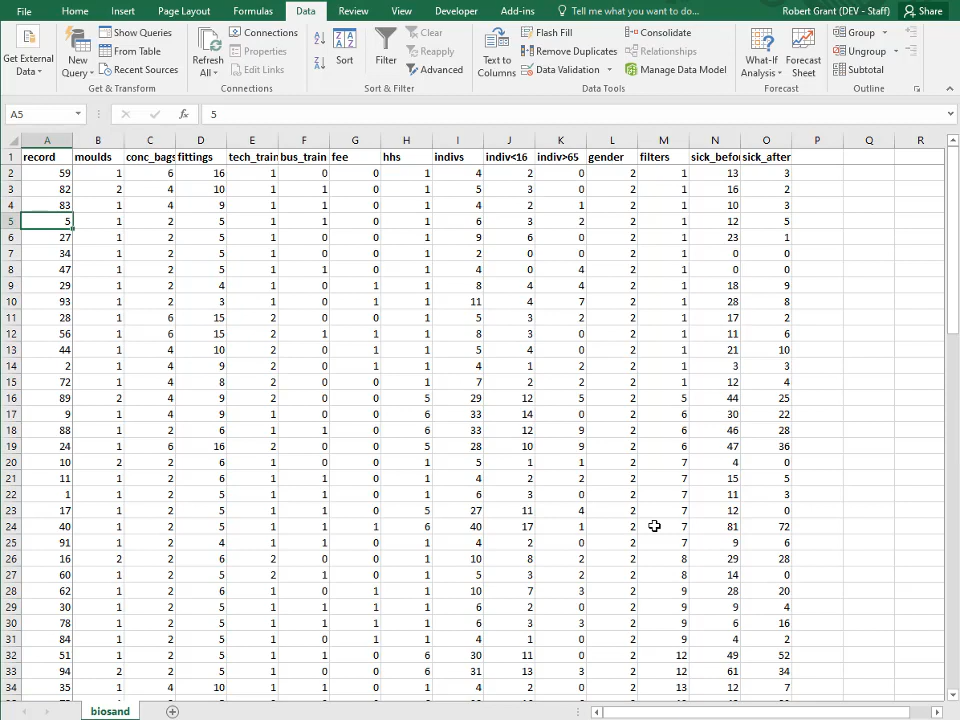 File Home Insert Page Layout Formulas Data Review View Developer Add-ins Tell me what you want to do... Robert Grant (DEV - Staff) Share
Get External Data New Query Show Queries From Table Recent Sources Refresh All Connections Properties Edit Links Sort Filter Clear Reapply Advanced Text to Columns Flash Fill Remove Duplicates Data Validation Consolidate Relationships Manage Data Model What-If Analysis Forecast Sheet Group Ungroup Subtotal
Get & Transform Connections Sort & Filter Data Tools Forecast Outline
A5 fx 5
A B C D E F G H I J K L M N O P Q R
1 record moulds conc_bags fittings tech_train bus_train fee hhs indivs indiv<16 indiv>65 gender filters sick_befo sick_after
2 59 1 6 16 1 0 0 1 4 2 0 2 1 13 3
3 82 2 4 10 1 1 0 1 5 3 0 2 1 16 2
4 83 1 4 9 1 1 0 1 4 2 1 2 1 10 3
5 5 1 2 5 1 1 0 1 6 3 2 2 1 12 5
6 27 1 2 5 1 0 0 1 9 6 0 2 1 23 1
7 34 1 2 5 1 0 0 1 2 0 0 2 1 0 0
8 47 1 2 5 1 1 0 1 4 0 4 2 1 0 0
9 29 1 2 4 1 0 1 1 8 4 4 2 1 18 9
10 93 1 2 3 1 0 1 1 11 4 7 2 1 28 8
11 28 1 6 15 2 0 0 1 5 3 2 2 1 17 2
12 56 1 6 15 2 1 1 1 8 3 0 2 1 11 6
13 44 1 4 10 2 0 1 1 5 4 0 2 1 21 10
14 2 1 4 9 2 0 1 1 4 1 2 2 1 3 3
15 72 1 4 8 2 0 1 1 7 2 2 2 1 12 4
16 89 2 4 9 2 0 0 5 29 12 5 2 5 44 25
17 9 1 4 9 1 0 0 6 33 14 0 2 6 30 22
18 88 1 2 6 1 1 0 6 33 12 9 2 6 46 28
19 24 1 6 16 2 0 0 5 28 10 9 2 6 47 36
20 10 2 2 6 1 0 0 1 5 1 1 2 7 4 0
21 11 1 2 6 1 1 0 1 4 2 2 2 7 15 5
22 1 1 2 5 1 1 0 1 6 3 0 2 7 11 3
23 17 1 2 5 1 1 0 5 27 11 4 2 7 12 0
24 40 1 2 5 1 1 1 6 40 17 1 2 7 81 72
25 91 1 2 4 1 1 0 1 4 2 0 2 7 9 6
26 16 2 2 6 2 0 0 1 10 8 2 2 8 29 28
27 60 1 2 5 2 1 0 1 5 3 2 2 8 14 0
28 62 1 2 6 1 0 1 1 10 7 3 2 9 28 20
29 30 1 2 5 1 1 0 1 6 2 0 2 9 9 4
30 78 1 2 5 1 0 1 1 6 3 3 2 9 6 16
31 84 1 2 5 1 0 1 1 4 1 0 2 9 4 2
32 51 1 2 5 1 1 0 6 30 11 0 2 12 49 52
33 94 2 2 5 1 0 0 6 31 13 3 2 12 61 34
34 35 1 4 10 1 1 0 1 4 2 0 2 13 12 7
biosand